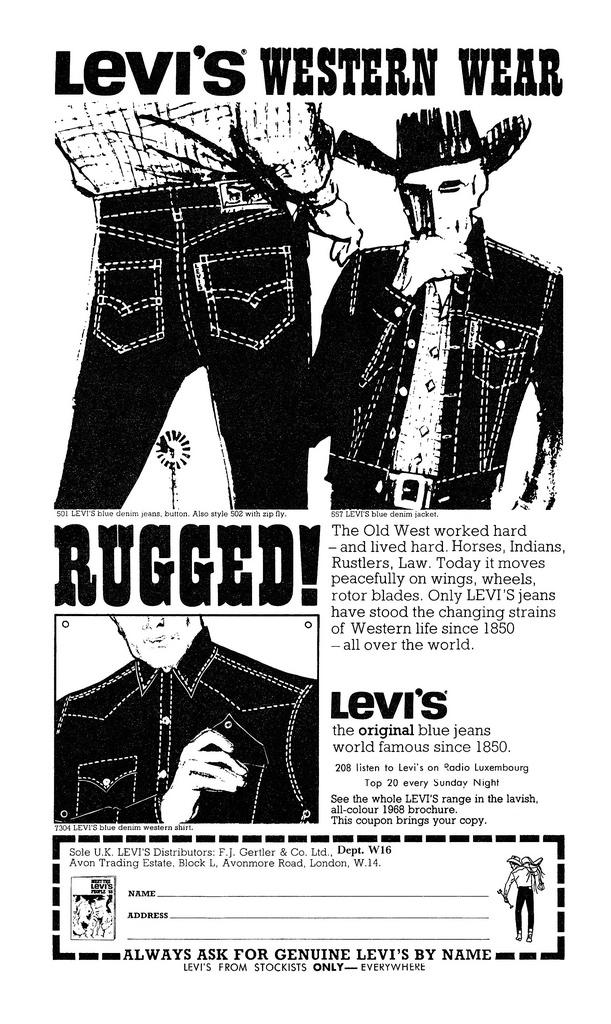 LEVI'S® WESTERN WEAR
501 LEVI'S blue denim jeans, button. Also style 502 with zip fly.
557 LEVI'S blue denim jacket.
RUGGED!
The Old West worked hard
—and lived hard. Horses, Indians,
Rustlers, Law. Today it moves
peacefully on wings, wheels,
rotor blades. Only LEVI'S jeans
have stood the changing strains
of Western life since 1850
—all over the world.
7304 LEVI'S blue denim western shirt.
LEVI'S
the original blue jeans
world famous since 1850.
208 listen to Levi's on Radio Luxembourg
Top 20 every Sunday Night
See the whole LEVI'S range in the lavish,
all-colour 1968 brochure.
This coupon brings your copy.
Sole U.K. LEVI'S Distributors: F.J. Gertler & Co. Ltd., Dept. W16
Avon Trading Estate, Block L, Avonmore Road, London, W.14.
MEET THE
LEVI'S
PEOPLE
NAME
ADDRESS
ALWAYS ASK FOR GENUINE LEVI'S BY NAME
LEVI'S FROM STOCKISTS ONLY—EVERYWHERE